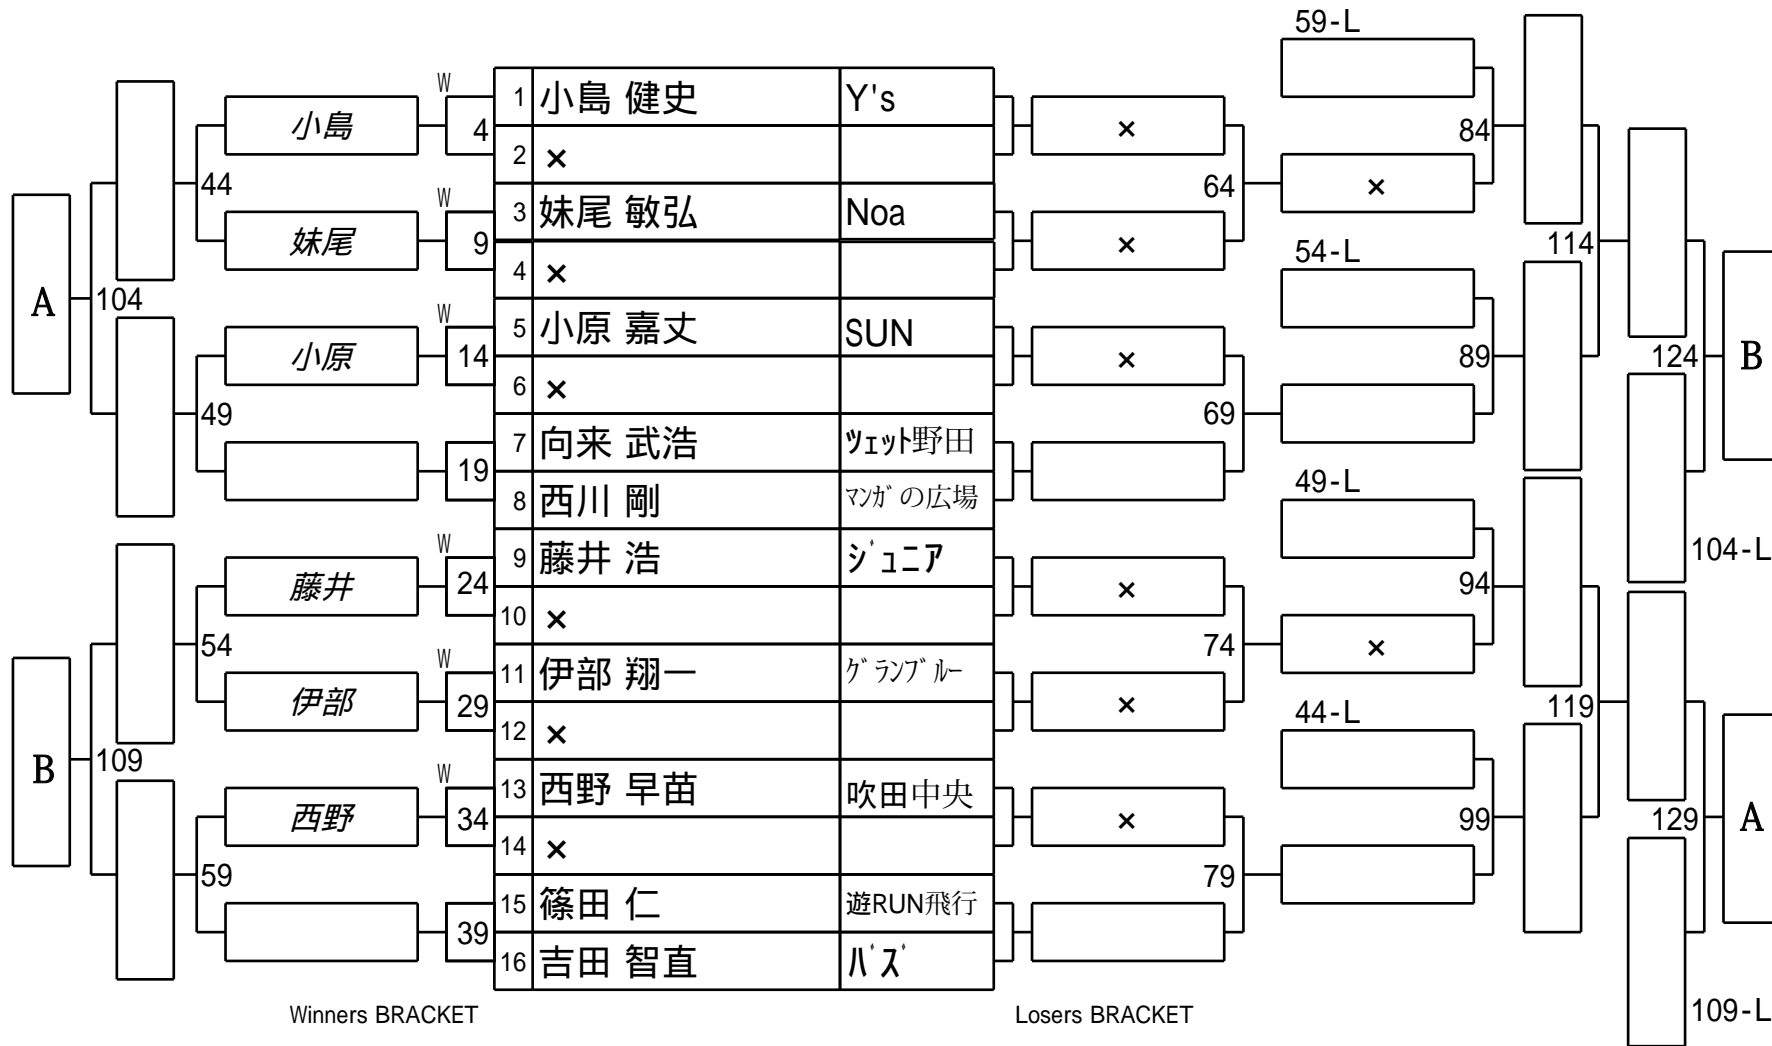 59-L
W
1 小島 健史 Y's
小島 4 × 84
2 ×
44 W 64 ×
3 妹尾 敏弘 Noa
妹尾 9 × 114
4 × 54-L
A 104 W
5 小原 嘉丈 SUN
小原 14 × 89 124 B
6 ×
49 69
7 向来 武浩 ツェット野田
19
8 西川 剛 マンガの広場 49-L
W
9 藤井 浩 ジュニア 104-L
藤井 24 × 94
10 ×
54 W 74 ×
11 伊部 翔一 グランブルー
伊部 29 × 44-L 119
12 ×
B 109 W
13 西野 早苗 吹田中央
西野 34 × 99 129 A
14 ×
59 79
15 篠田 仁 遊RUN飛行
39
16 吉田 智直 バズ
Winners BRACKET Losers BRACKET 109-L